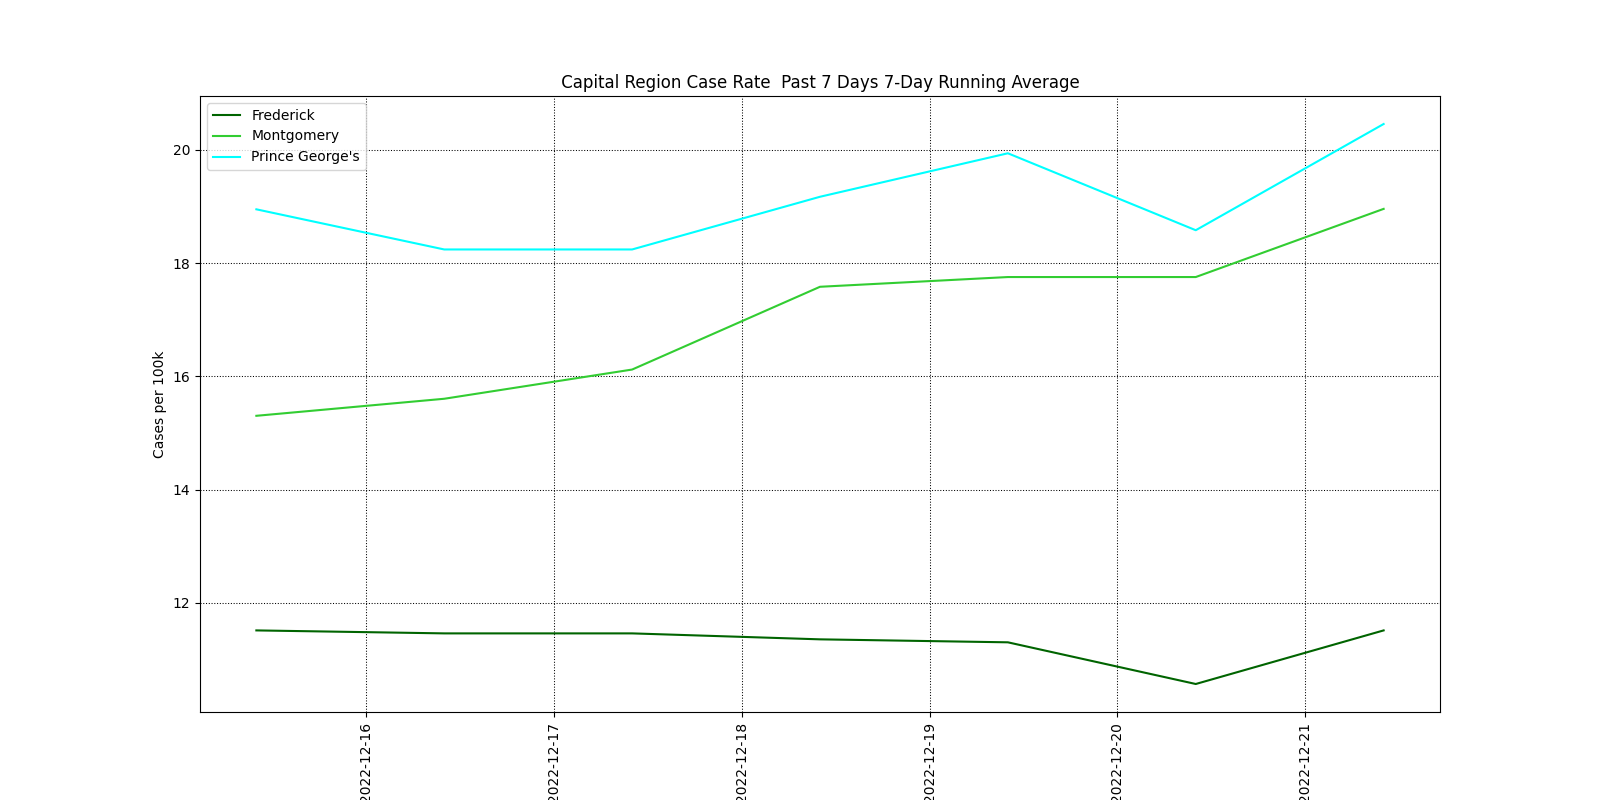 Capital Region Case Rate  Past 7 Days 7-Day Running Average
Frederick
Montgomery
Prince George's
20
18
16
14
12
Cases per 100k
2022-12-16
2022-12-17
2022-12-18
2022-12-19
2022-12-20
2022-12-21